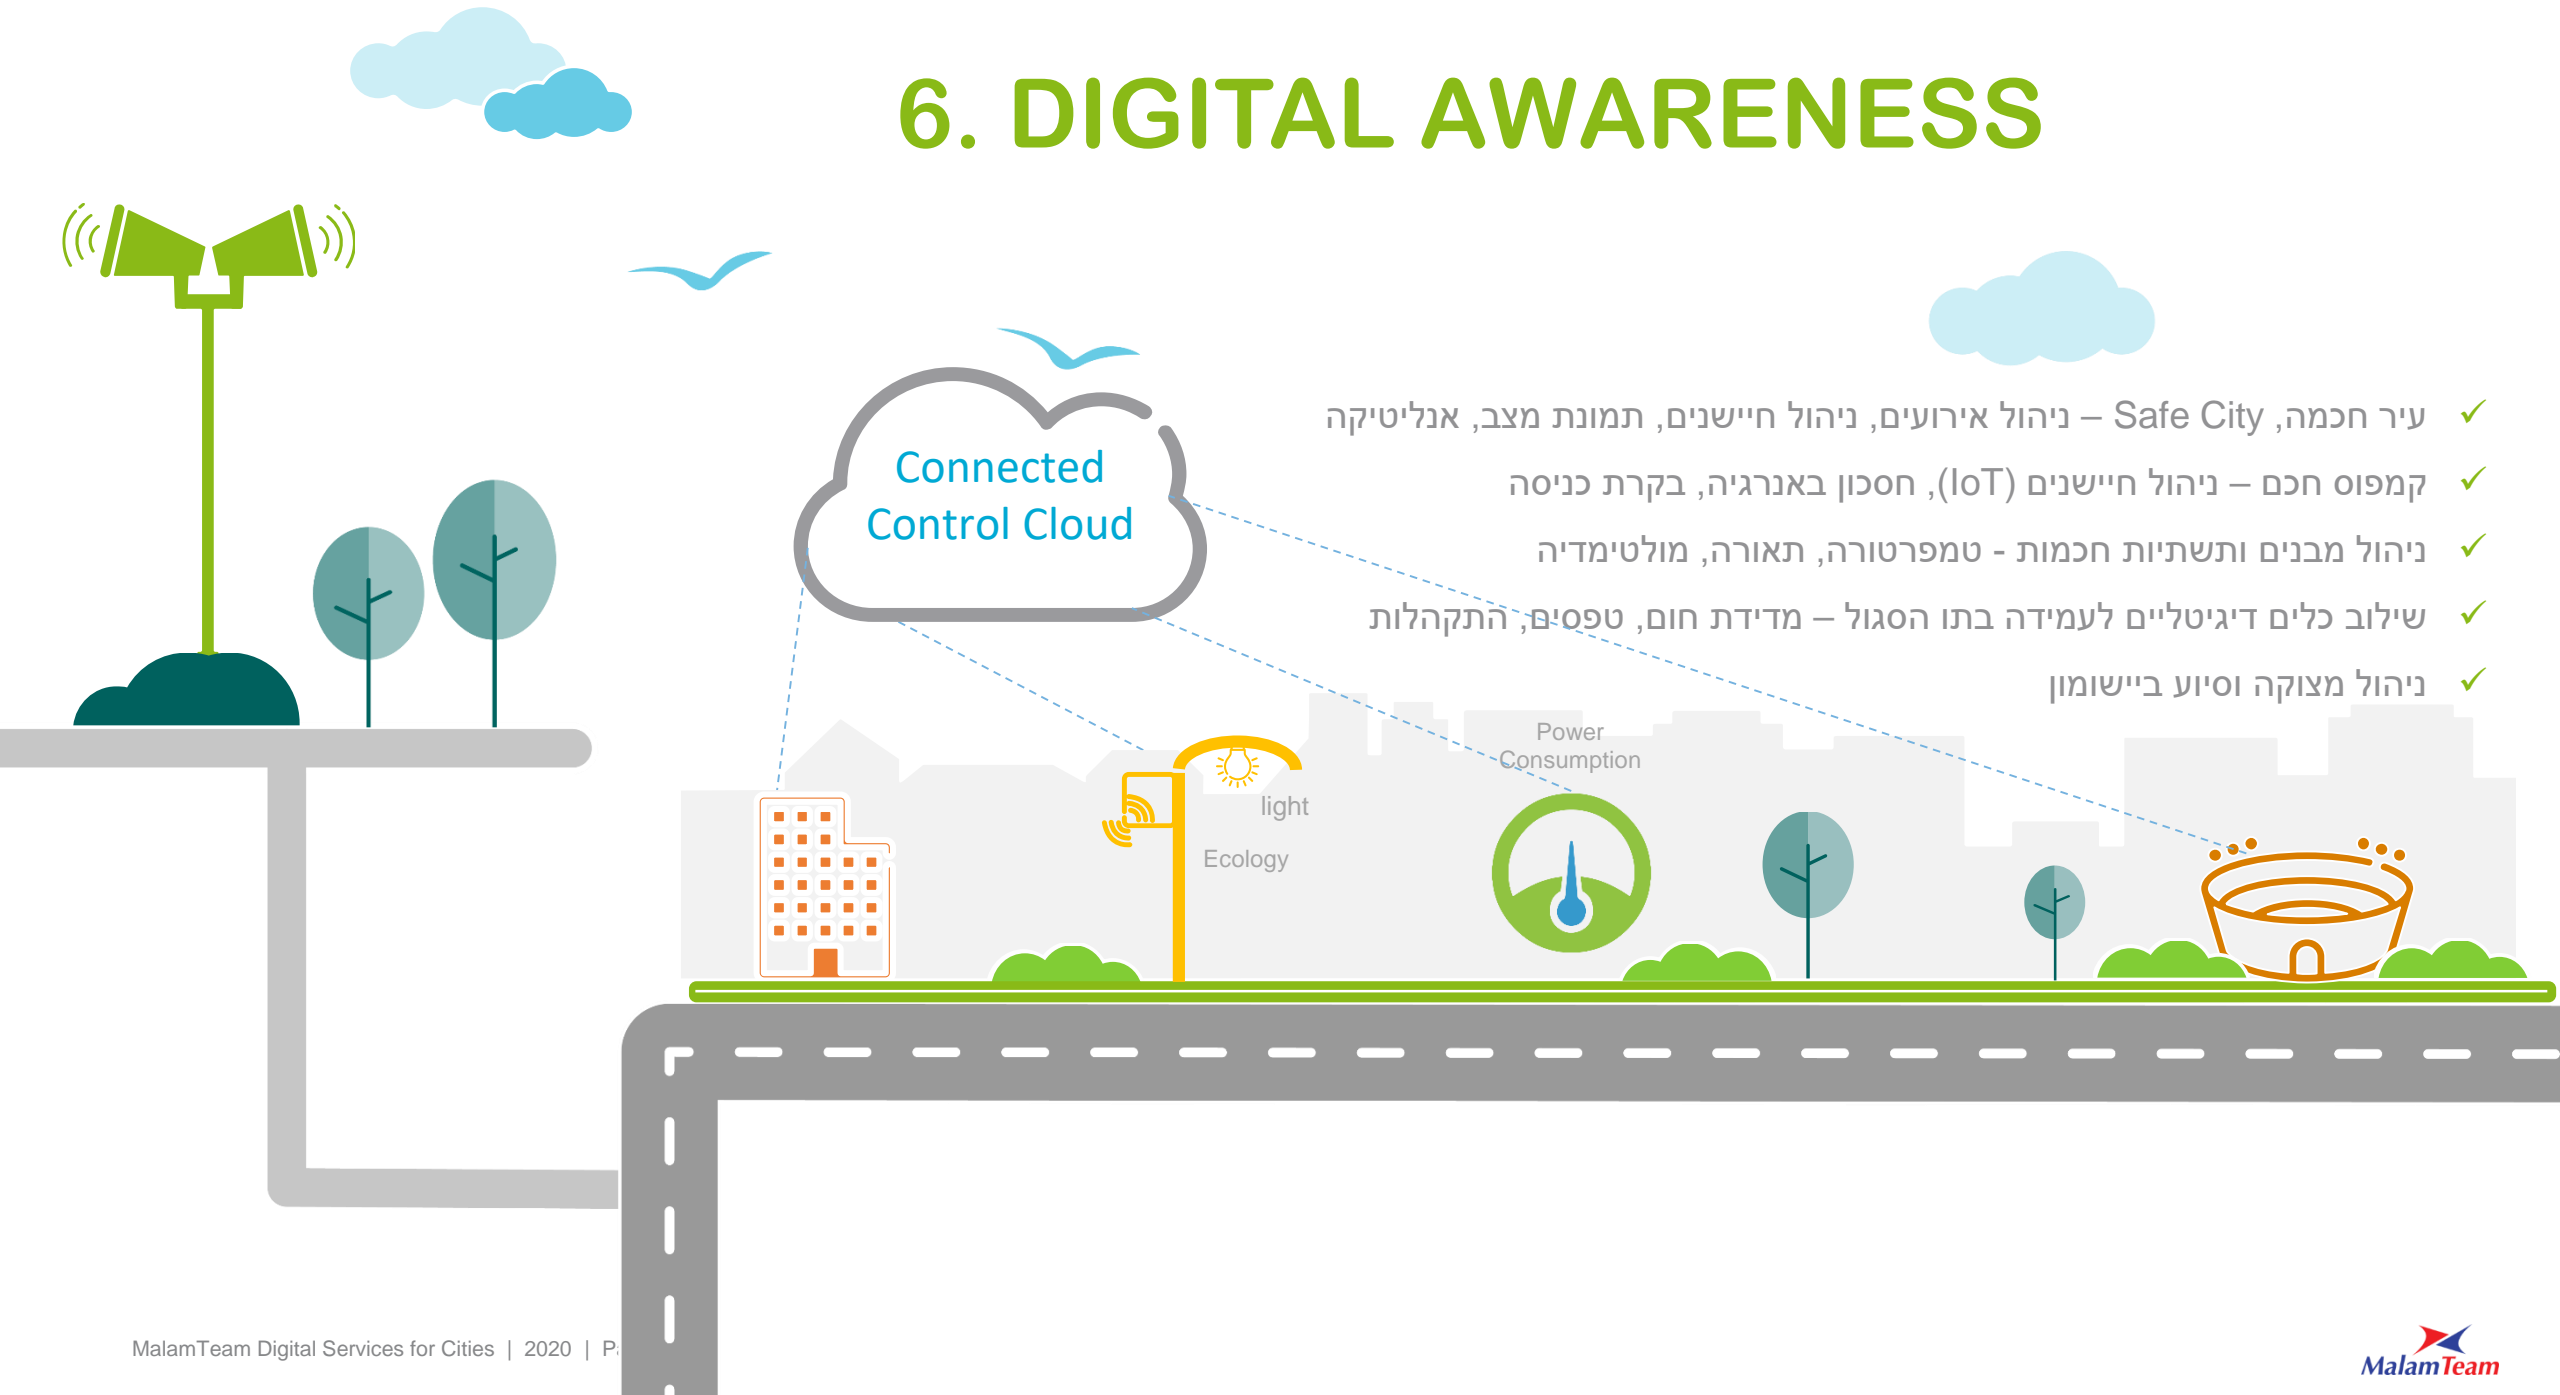 6. DIGITAL AWARENESS
עיר חכמה, Safe City – ניהול אירועים, ניהול חיישנים, תמונת מצב, אנליטיקה
קמפוס חכם – ניהול חיישנים (IoT), חסכון באנרגיה, בקרת כניסה
ניהול מבנים ותשתיות חכמות - טמפרטורה, תאורה, מולטימדיה
שילוב כלים דיגיטליים לעמידה בתו הסגול – מדידת חום, טפסים, התקהלות
ניהול מצוקה וסיוע ביישומון
Connected
Control Cloud
Power
Consumption
light
Ecology
MalamTeam Digital Services for Cities | 2020 |
MalamTeam